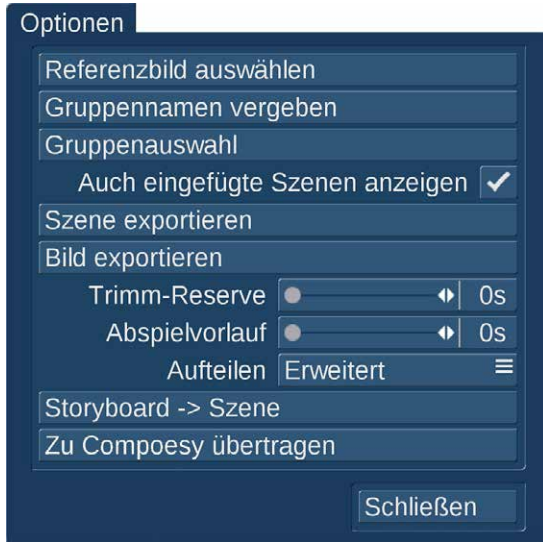 Optionen
Referenzbild auswählen
Gruppennamen vergeben
Gruppenauswahl
Auch eingefügte Szenen anzeigen
Szene exportieren
Bild exportieren
Trimm-Reserve 0s
Abspielvorlauf 0s
Aufteilen Erweitert
Storyboard -> Szene
Zu Compoesy übertragen
Schließen